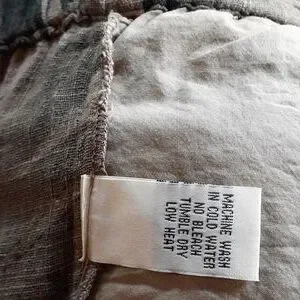 MACHINE WASH
IN COLD WATER
NO BLEACH
TUMBLE DRY
LOW HEAT